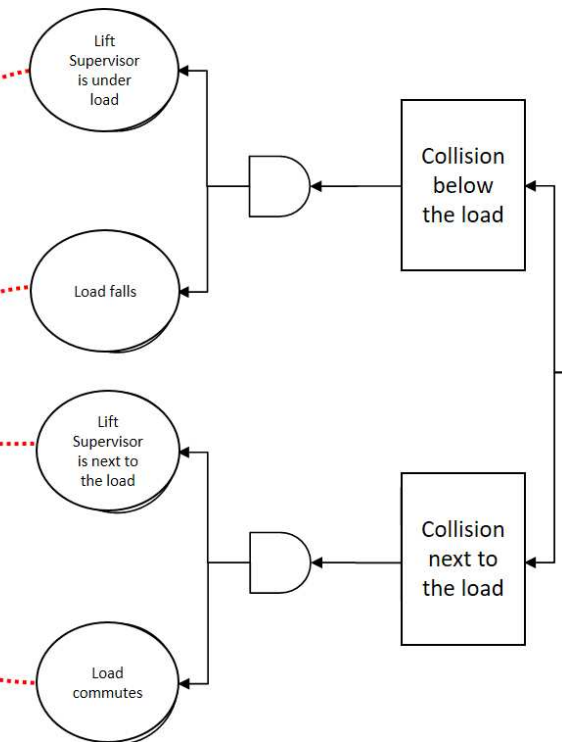 Lift
Supervisor
is under
load
Collision
below
the load
Load falls
Lift
Supervisor
is next to
the load
Collision
next to
the load
Load
commutes